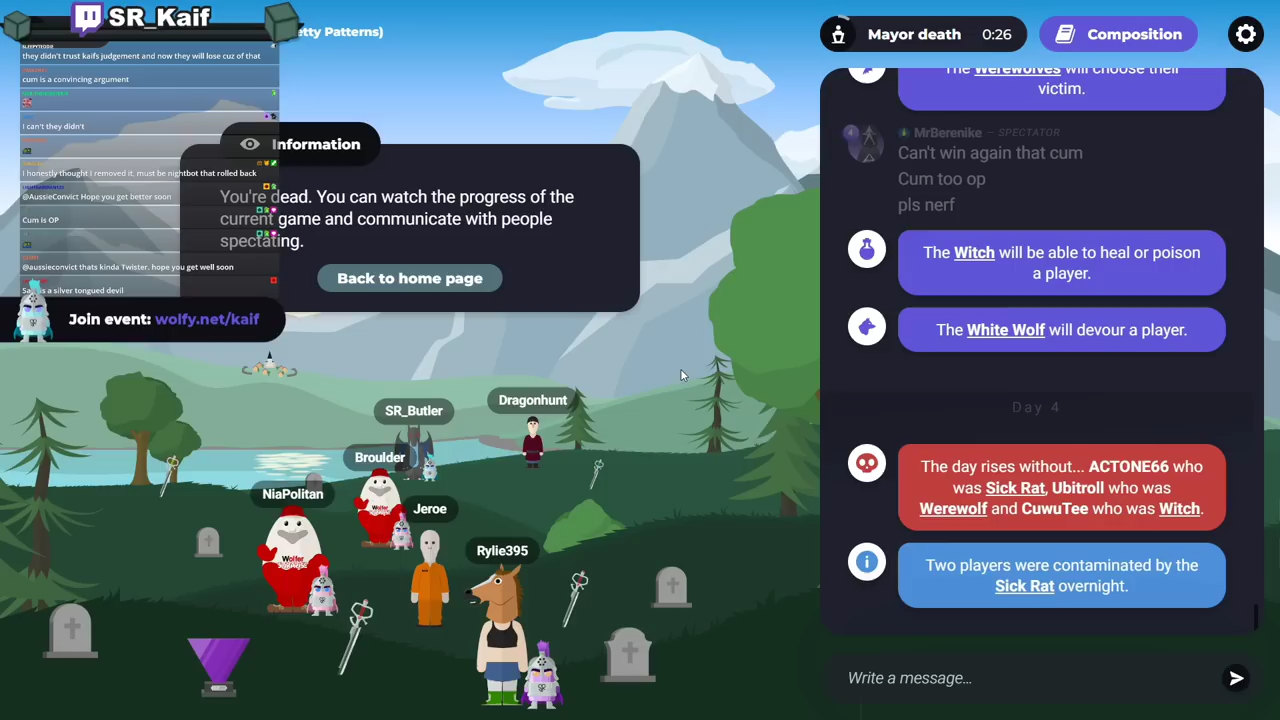 SR_Kaif
etty Patterns)
they didn't trust kaifs judgement and now they will lose cuz of that
cum is a convincing argument
I can't they didn't
I honestly thought I removed it, must be nightbot that rolled back
@AussieConvict Hope you get better soon
Cum is OP
@aussieconvict thats kinda Twister, hope you get well soon
is a silver tongued devil
Information
You're dead. You can watch the progress of the
current game and communicate with people
spectating.
Back to home page
Join event: wolfy.net/kaif
Dragonhunt
SR_Butler
Broulder
NiaPolitan
Jeroe
Rylie395
Wolfer
Mayor death 0:26
Composition
The Werewolves will choose their
victim.
4
MrBerenike – SPECTATOR
Can't win again that cum
Cum too op
pls nerf
The Witch will be able to heal or poison
a player.
The White Wolf will devour a player.
Day 4
The day rises without... ACTONE66 who
was Sick Rat, Ubitroll who was
Werewolf and CuwuTee who was Witch.
Two players were contaminated by the
Sick Rat overnight.
Write a message...